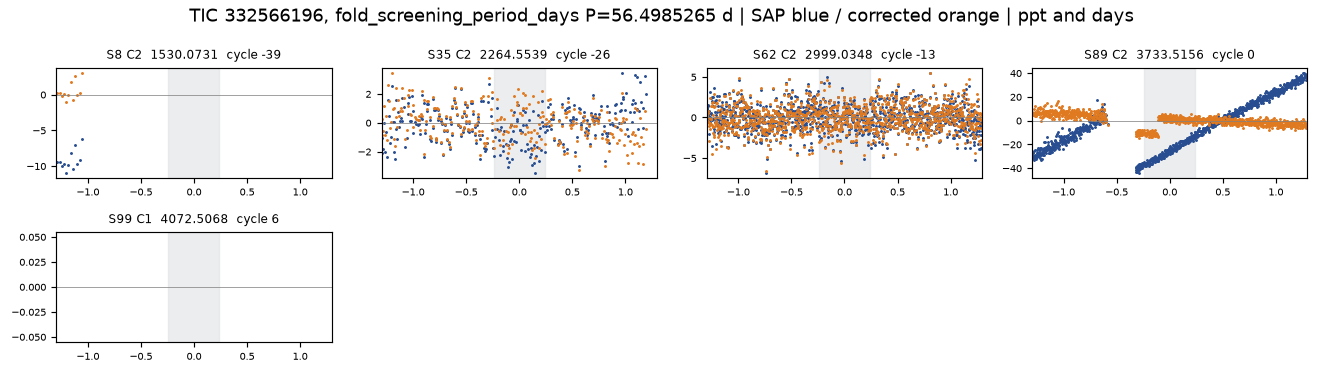 TIC 332566196, fold_screening_period_days P=56.4985265 d | SAP blue / corrected orange | ppt and days
S8 C2 1530.0731 cycle -39
S35 C2 2264.5539 cycle -26
S62 C2 2999.0348 cycle -13
S89 C2 3733.5156 cycle 0
0
−5
−10
−1.0 −0.5 0.0 0.5 1.0
2
0
−2
−1.0 −0.5 0.0 0.5 1.0
5
0
−5
−1.0 −0.5 0.0 0.5 1.0
40
20
0
−20
−40
−1.0 −0.5 0.0 0.5 1.0
S99 C1 4072.5068 cycle 6
0.050
0.025
0.000
−0.025
−0.050
−1.0 −0.5 0.0 0.5 1.0